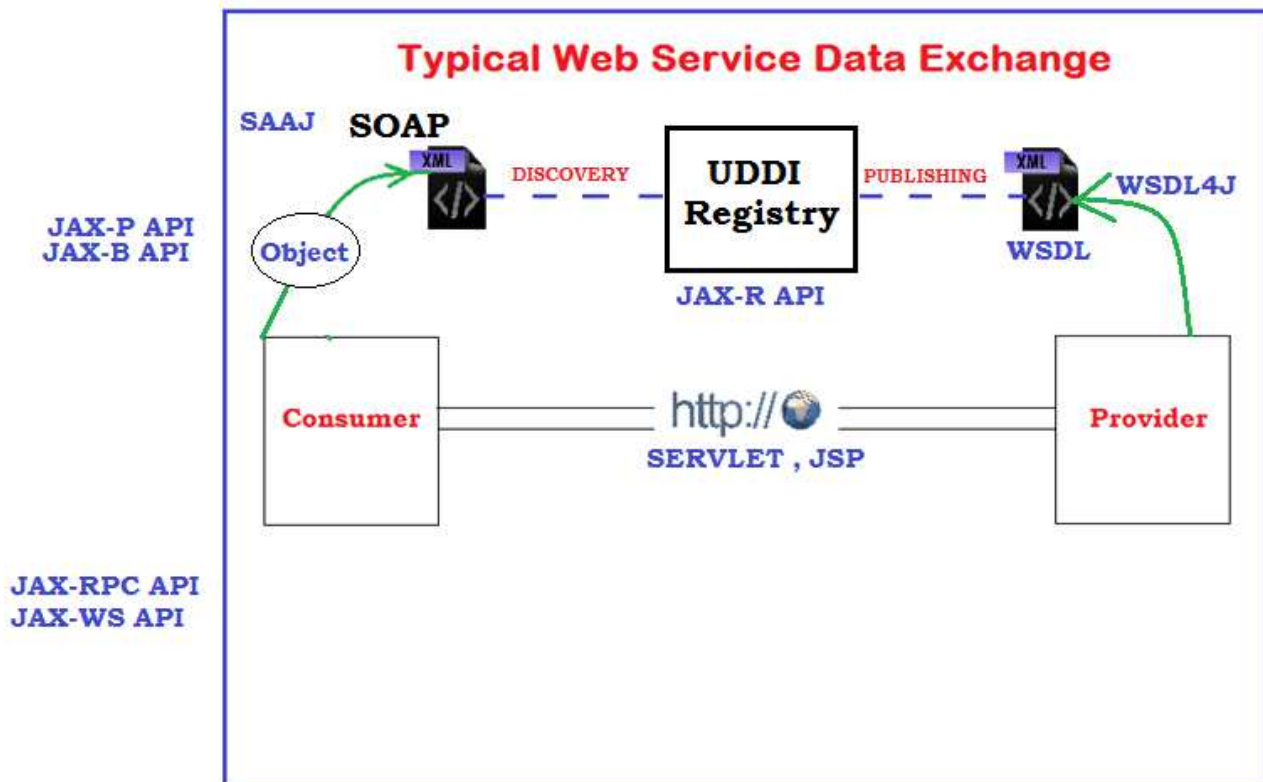 Typical Web Service Data Exchange
SAAJ
SOAP
XML
</>
DISCOVERY
UDDI
Registry
PUBLISHING
XML
</>
WSDL4J
JAX-P API
JAX-B API
Object
WSDL
JAX-R API
Consumer
http://
Provider
SERVLET , JSP
JAX-RPC API
JAX-WS API